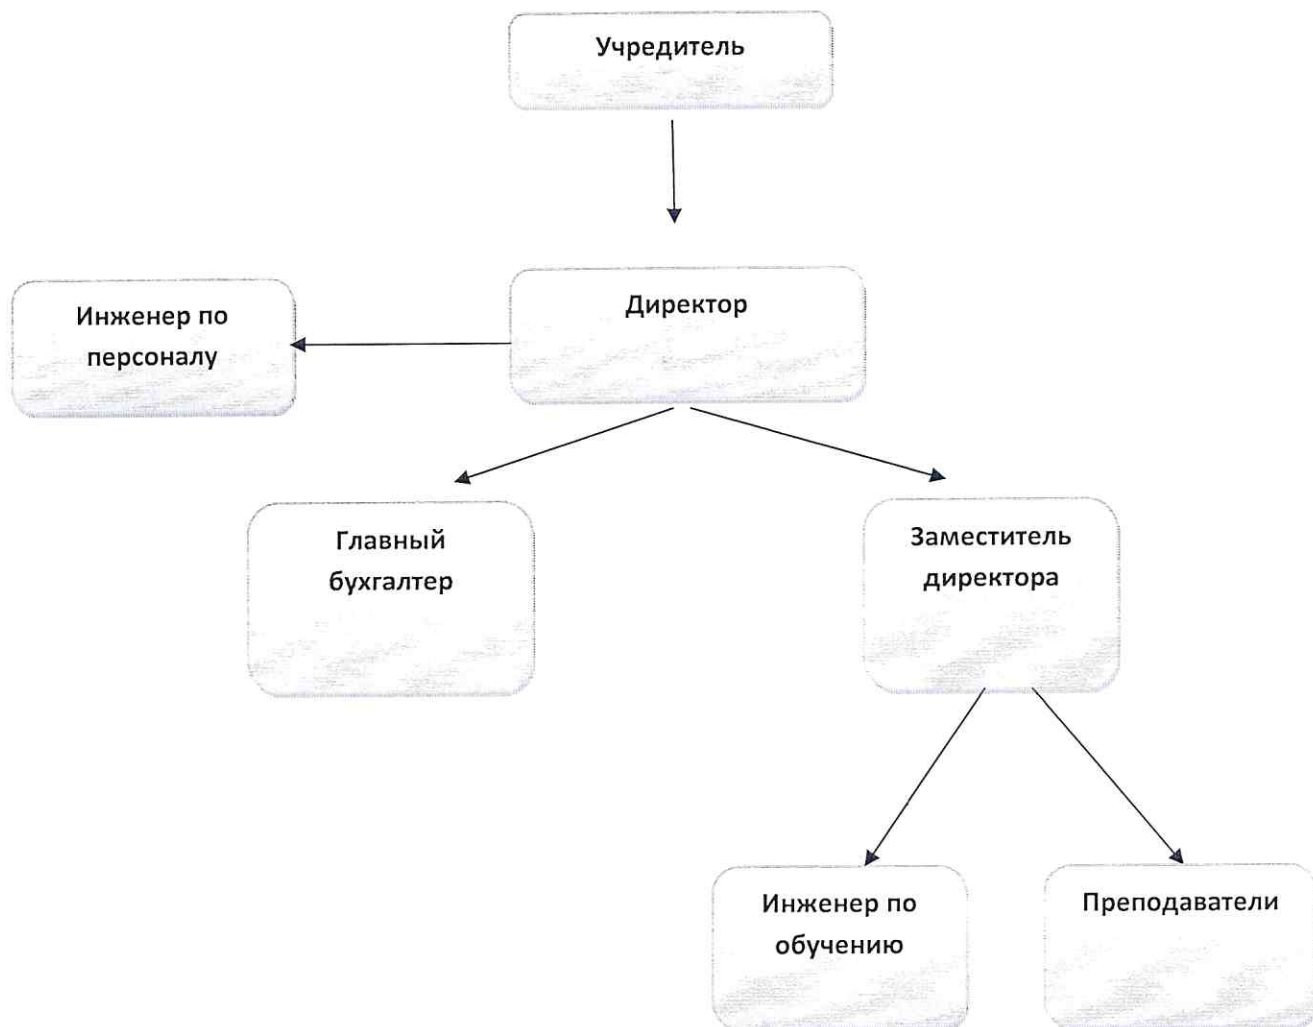 Учредитель
Директор
Инженер по
персоналу
Главный
бухгалтер
Заместитель
директора
Инженер по
обучению
Преподаватели